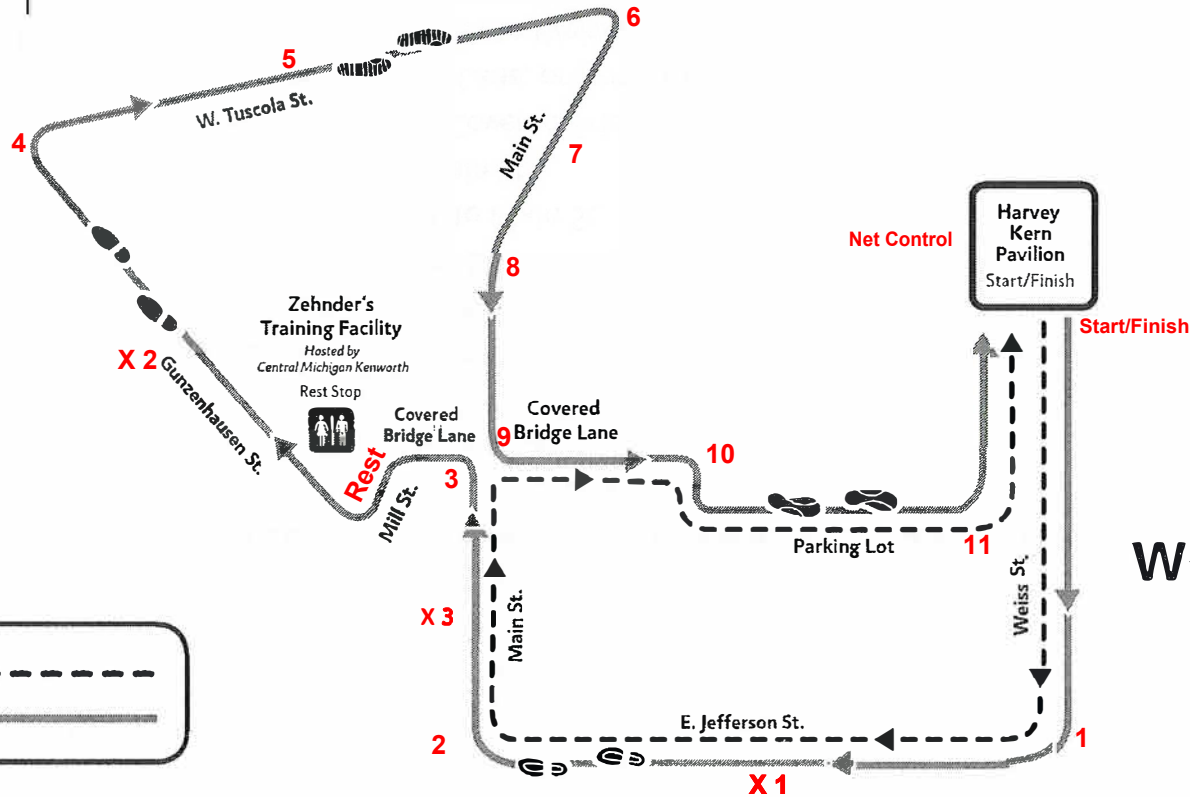 6
5
W. Tuscola St.
4
Main St.
7
Harvey
Kern
Pavilion
Start/Finish
Net Control
8
Start/Finish
Zehnder's
Training Facility
Hosted by
Central Michigan Kenworth
Rest Stop
X 2
Gunzenhausen St.
Covered
Bridge Lane
Rest
3
Mill St.
9
Covered
Bridge Lane
10
Parking Lot
11
W
X 3
Main St.
Weiss St.
2
E. Jefferson St.
1
X 1